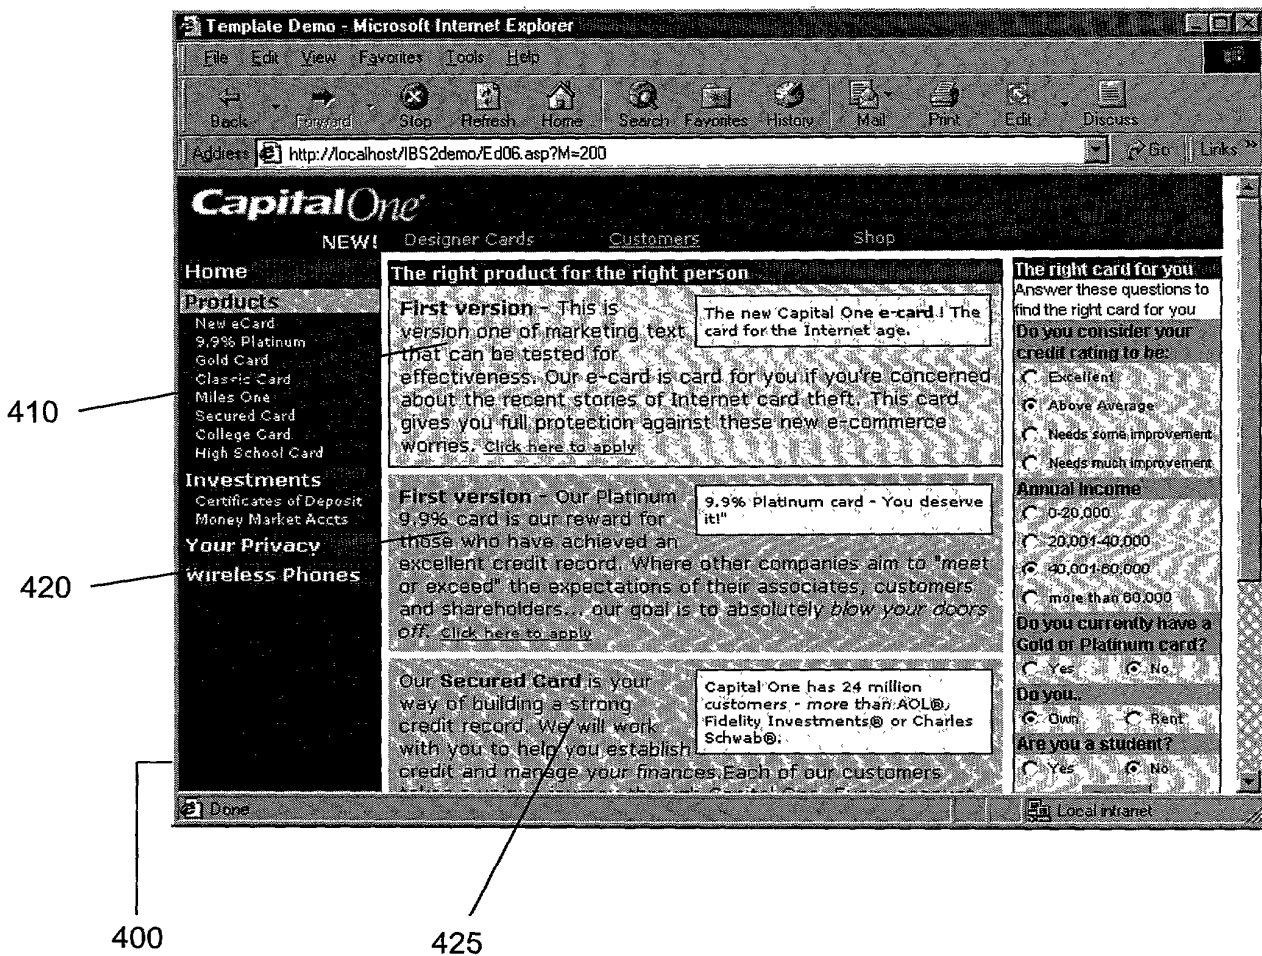 Template Demo - Microsoft Internet Explorer
File Edit View Favorites Tools Help
Back Forward Stop Refresh Home Search Favorites History Mail Print Edit Discuss
Address http://localhost/IBS2demo/Ed06.asp?M=200 Go Links »
CapitalOne
NEW! Designer Cards Customers Shop
Home
Products
New eCard
9.9% Platinum
Gold Card
Classic Card
Miles One
Secured Card
College Card
High School Card
Investments
Certificates of Deposit
Money Market Accts
Your Privacy
Wireless Phones
The right product for the right person
First version - This is
version one of marketing text
that can be tested for
effectiveness. Our e-card is card for you if you're concerned
about the recent stories of Internet card theft. This card
gives you full protection against these new e-commerce
worries. Click here to apply
The new Capital One e-card ! The
card for the Internet age.
First version - Our Platinum
9.9% card is our reward for
those who have achieved an
excellent credit record. Where other companies aim to "meet
or exceed" the expectations of their associates, customers
and shareholders... our goal is to absolutely blow your doors
off. Click here to apply
9.9% Platinum card - You deserve
it!"
Our Secured Card is your
way of building a strong
credit record. We will work
with you to help you establish
credit and manage your finances.Each of our customers
Capital One has 24 million
customers - more than AOL®,
Fidelity Investments® or Charles
Schwab®.
The right card for you
Answer these questions to
find the right card for you
Do you consider your
credit rating to be:
Excellent
Above Average
Needs some improvement
Needs much improvement
Annual Income
0-20,000
20,001-40,000
40,001-60,000
more than 60,000
Do you currently have a
Gold or Platinum card?
Yes No
Do you..
Own Rent
Are you a student?
Yes No
Done Local intranet
410
420
400
425